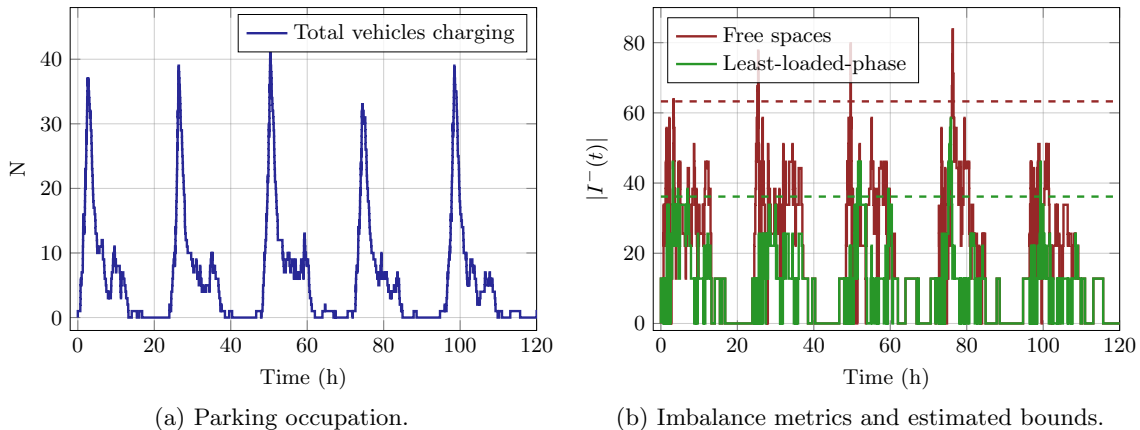 Total vehicles charging
40
30
20
10
0
N
0 20 40 60 80 100 120
Time (h)
(a) Parking occupation.
Free spaces
Least-loaded-phase
80
60
40
20
0
|I⁻(t)|
0 20 40 60 80 100 120
Time (h)
(b) Imbalance metrics and estimated bounds.